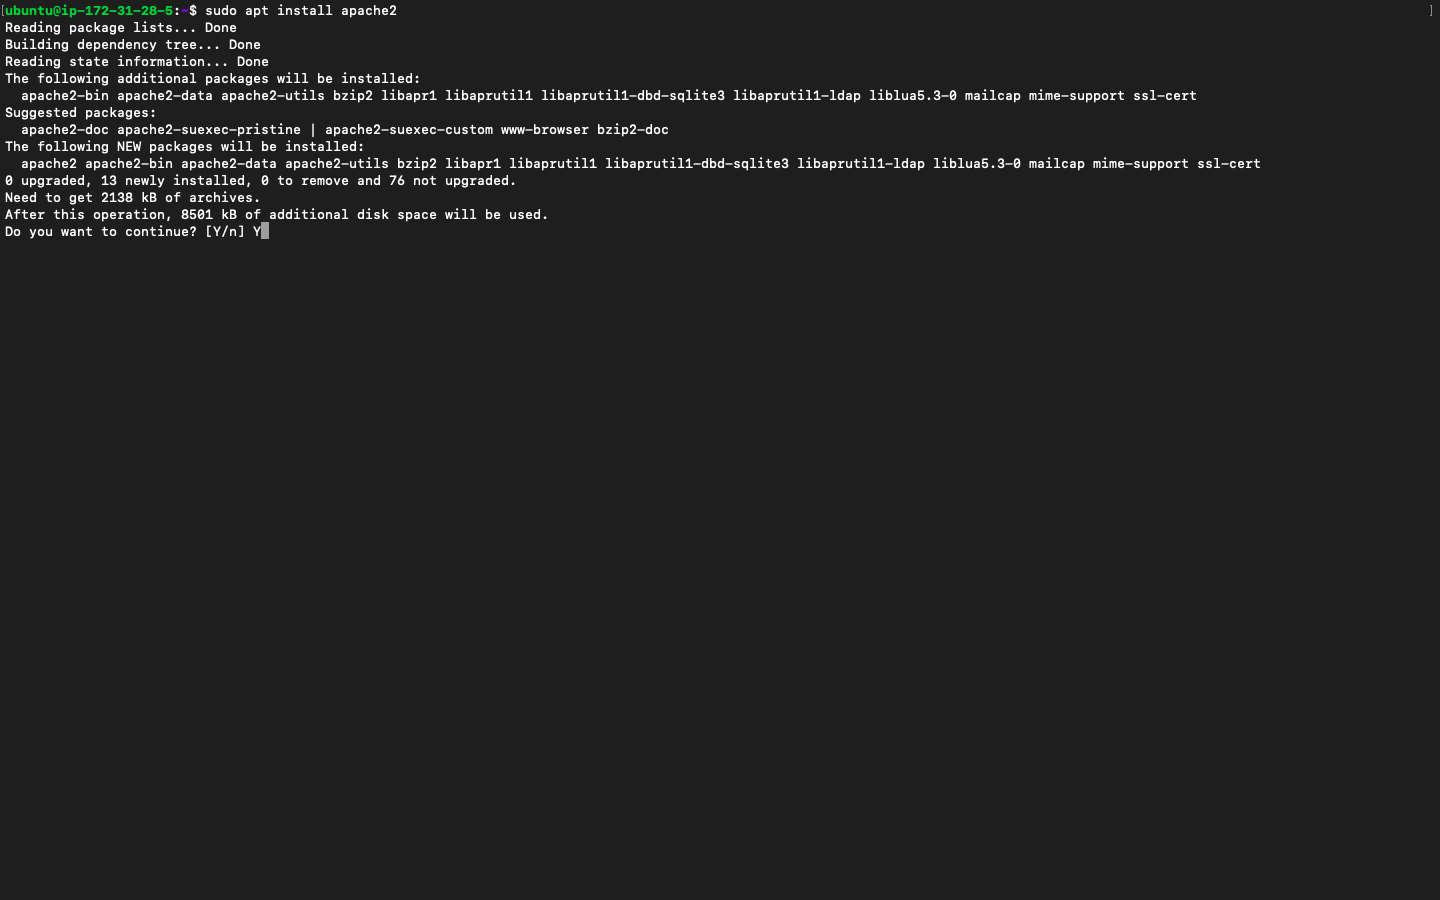 [ubuntu@ip-172-31-28-5:~$ sudo apt install apache2 ]
Reading package lists... Done
Building dependency tree... Done
Reading state information... Done
The following additional packages will be installed:
  apache2-bin apache2-data apache2-utils bzip2 libapr1 libaprutil1 libaprutil1-dbd-sqlite3 libaprutil1-ldap liblua5.3-0 mailcap mime-support ssl-cert
Suggested packages:
  apache2-doc apache2-suexec-pristine | apache2-suexec-custom www-browser bzip2-doc
The following NEW packages will be installed:
  apache2 apache2-bin apache2-data apache2-utils bzip2 libapr1 libaprutil1 libaprutil1-dbd-sqlite3 libaprutil1-ldap liblua5.3-0 mailcap mime-support ssl-cert
0 upgraded, 13 newly installed, 0 to remove and 76 not upgraded.
Need to get 2138 kB of archives.
After this operation, 8501 kB of additional disk space will be used.
Do you want to continue? [Y/n] Y